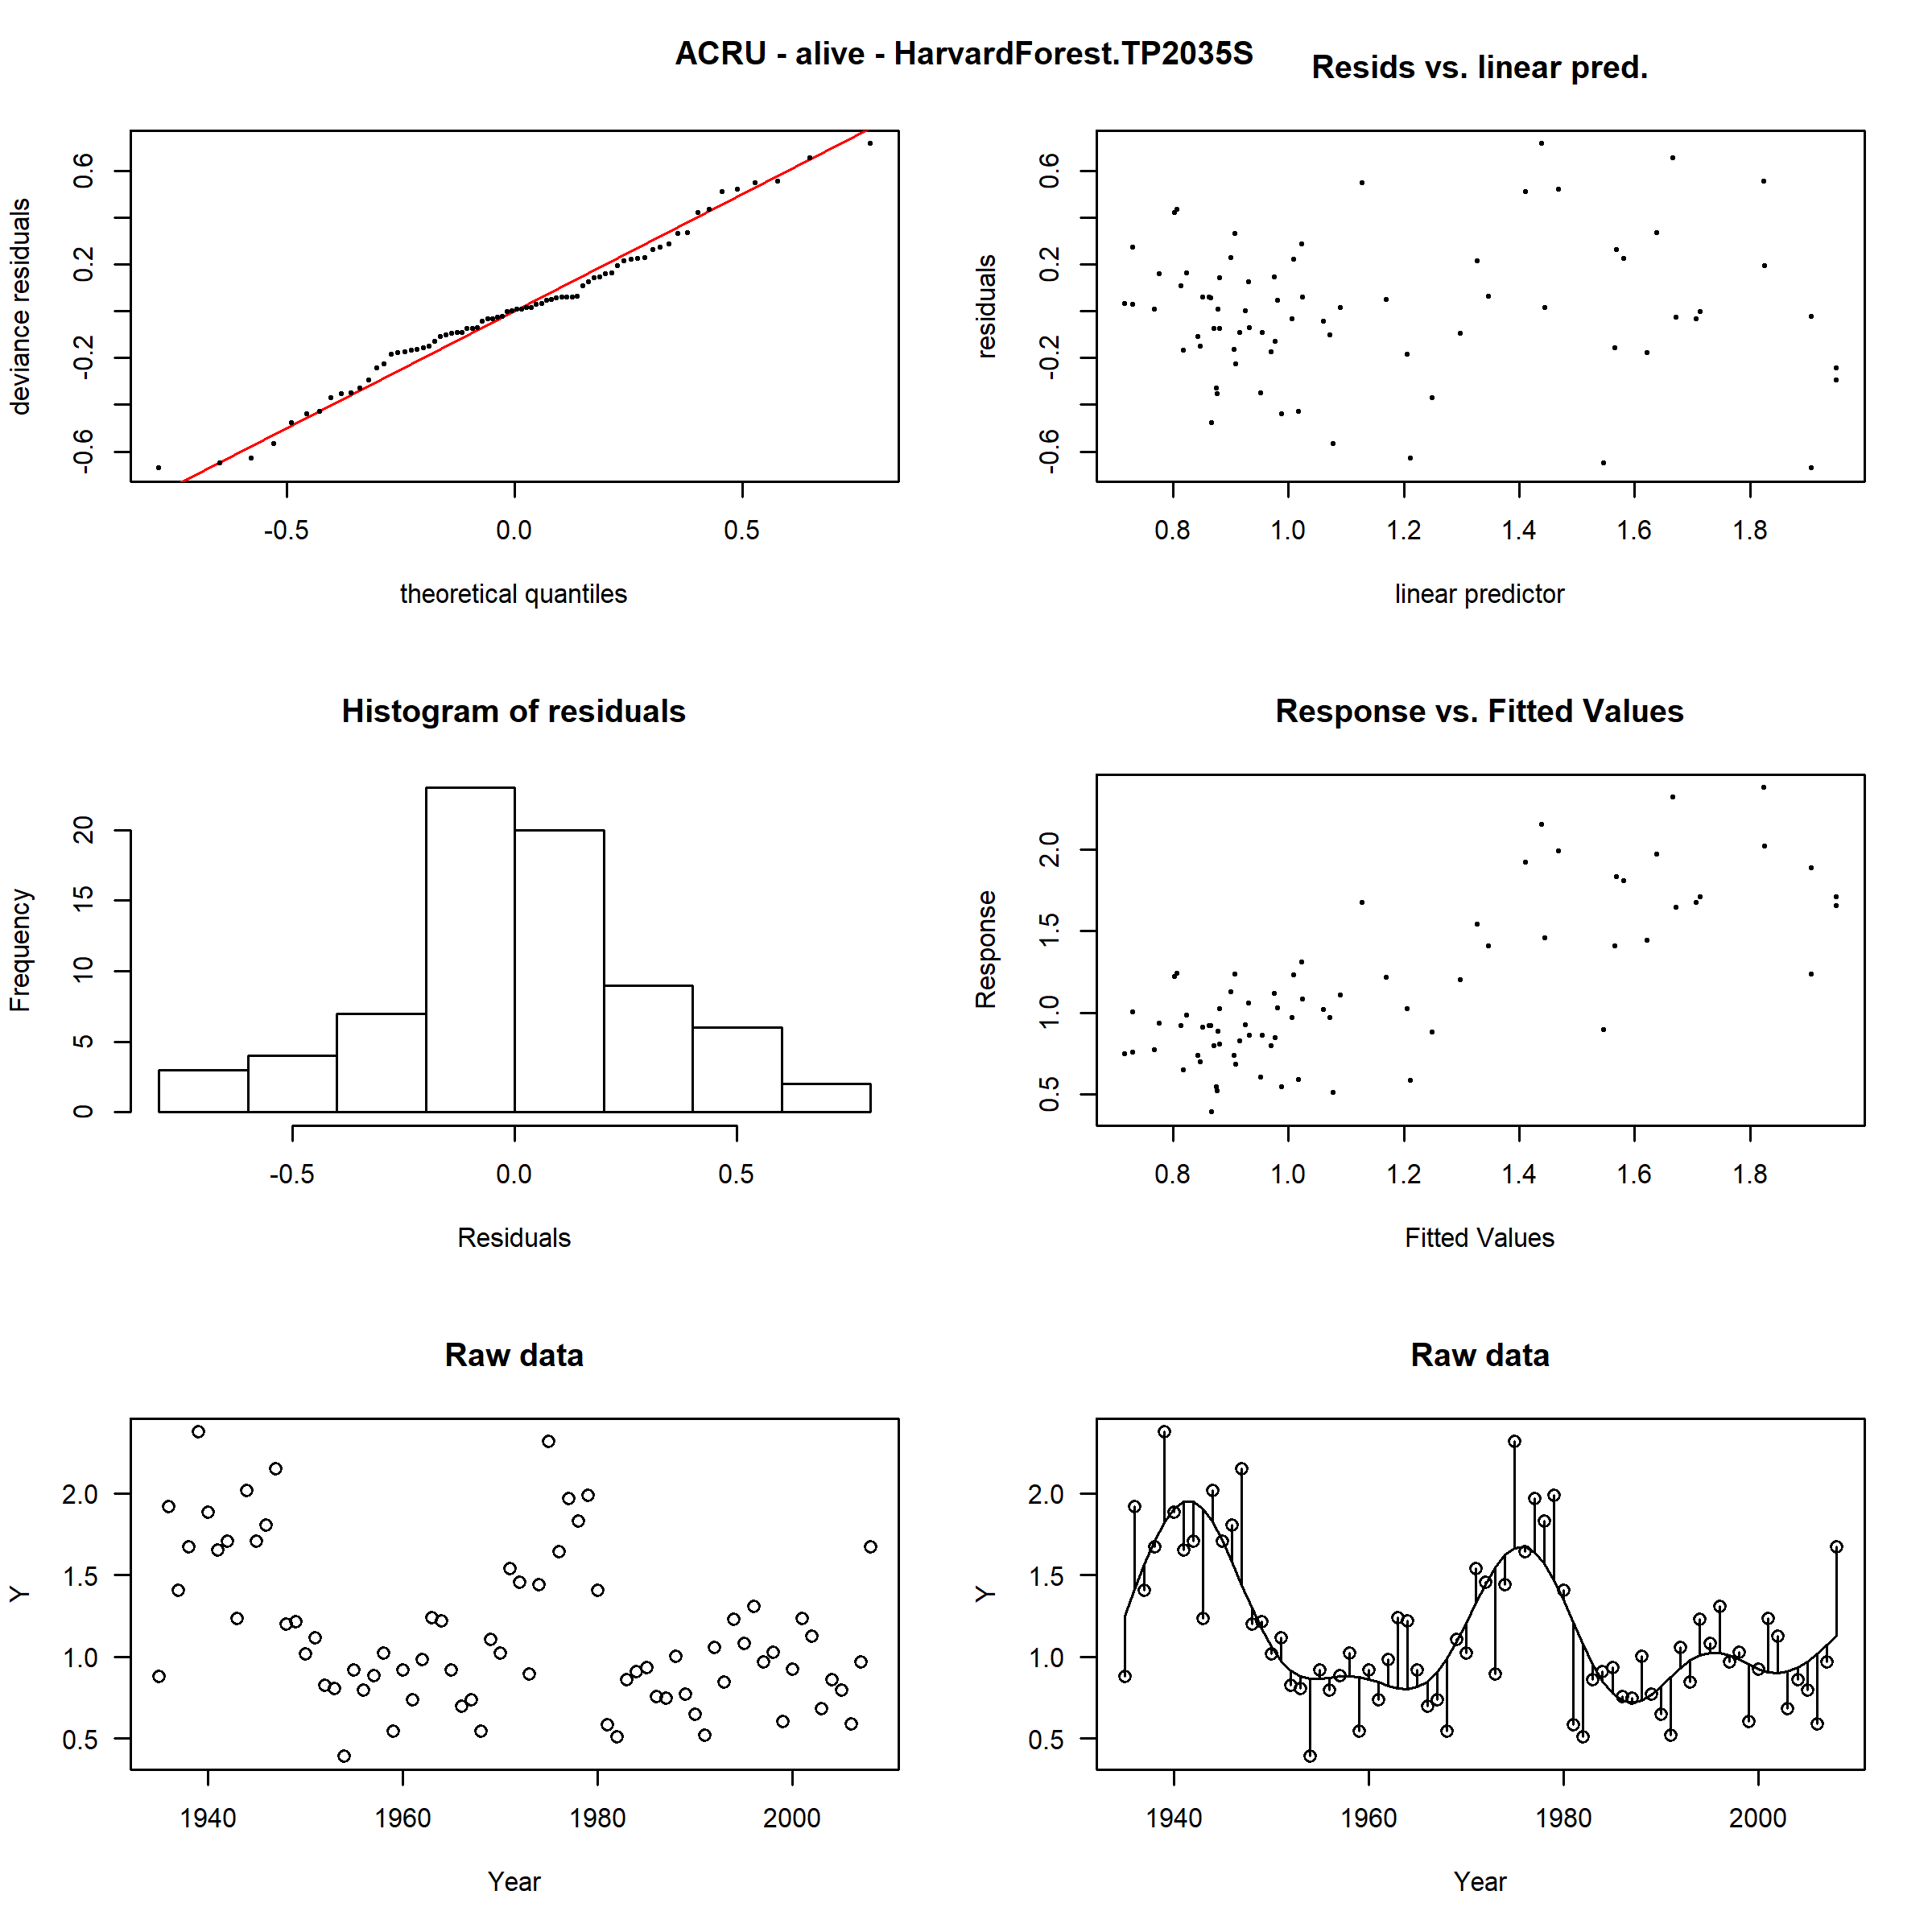 ACRU - alive - HarvardForest.TP2035S
Resids vs. linear pred.
deviance residuals
-0.6
-0.2
0.2
0.6
-0.5 0.0 0.5
theoretical quantiles
residuals
-0.6
-0.2
0.2
0.6
0.8 1.0 1.2 1.4 1.6 1.8
linear predictor
Histogram of residuals
Frequency
0
5
10
15
20
-0.5 0.0 0.5
Residuals
Response vs. Fitted Values
Response
0.5
1.0
1.5
2.0
0.8 1.0 1.2 1.4 1.6 1.8
Fitted Values
Raw data
Y
2.0
1.5
1.0
0.5
1940 1960 1980 2000
Year
Raw data
Y
2.0
1.5
1.0
0.5
1940 1960 1980 2000
Year